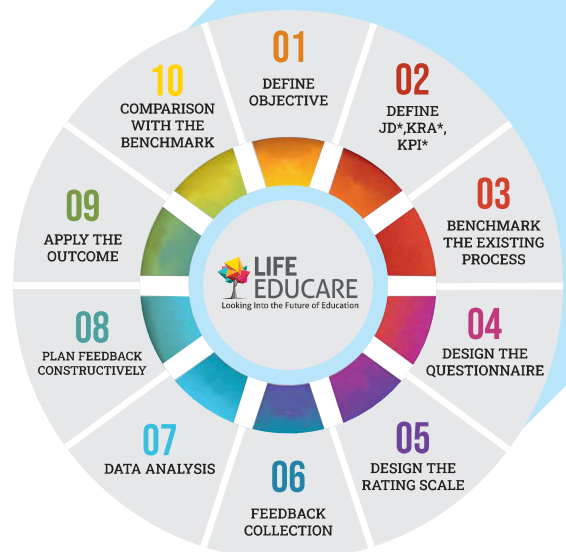 01
DEFINE
OBJECTIVE
02
DEFINE
JD*,KRA*,
KPI*
03
BENCHMARK
THE EXISTING
PROCESS
04
DESIGN THE
QUESTIONNAIRE
05
DESIGN THE
RATING SCALE
06
FEEDBACK
COLLECTION
07
DATA ANALYSIS
08
PLAN FEEDBACK
CONSTRUCTIVELY
09
APPLY THE
OUTCOME
10
COMPARISON
WITH THE
BENCHMARK
LIFE
EDUCARE
Looking Into the Future of Education